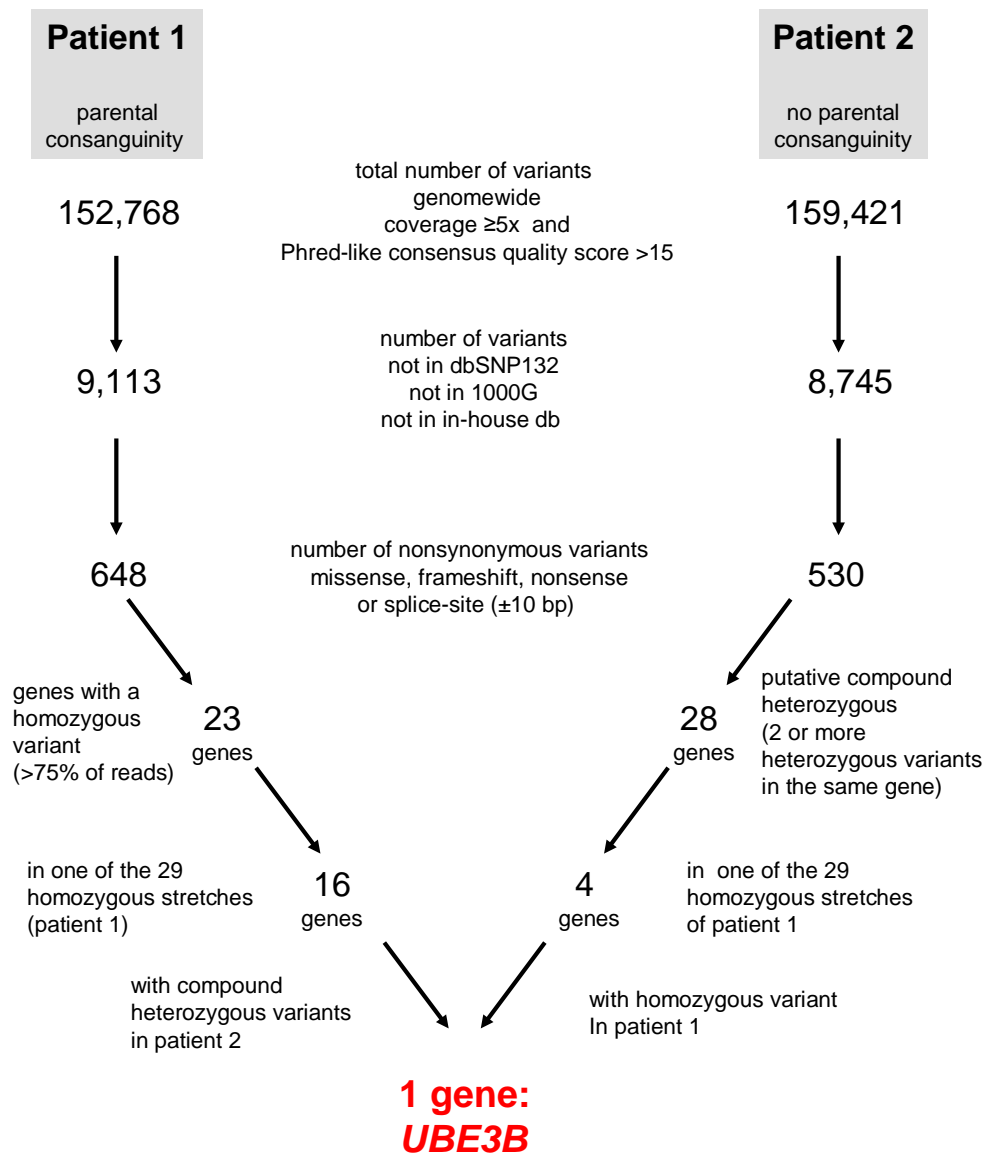 Patient 1
parental
consanguinity
Patient 2
no parental
consanguinity
152,768
total number of variants
genomewide
coverage ≥5x and
Phred-like consensus quality score >15
159,421
9,113
number of variants
not in dbSNP132
not in 1000G
not in in-house db
8,745
648
number of nonsynonymous variants
missense, frameshift, nonsense
or splice-site (±10 bp)
530
genes with a
homozygous
variant
(>75% of reads)
23
genes
28
genes
putative compound
heterozygous
(2 or more
heterozygous variants
in the same gene)
in one of the 29
homozygous stretches
(patient 1)
16
genes
4
genes
in one of the 29
homozygous stretches
of patient 1
with compound
heterozygous variants
in patient 2
with homozygous variant
In patient 1
1 gene:
UBE3B